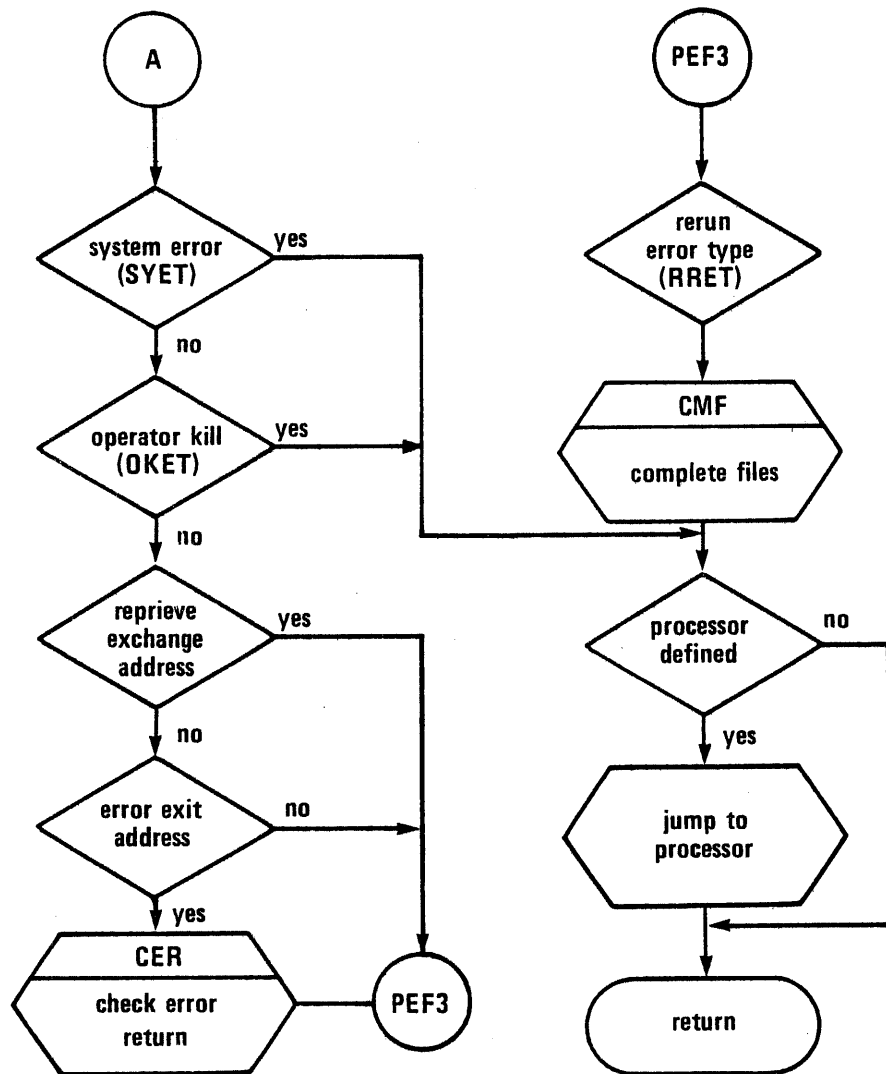 A
system error
(SYET)
yes
no
operator kill
(OKET)
yes
no
reprieve
exchange
address
yes
no
error exit
address
no
yes
CER
check error
return
PEF3
PEF3
rerun
error type
(RRET)
CMF
complete files
processor
defined
no
yes
jump to
processor
return